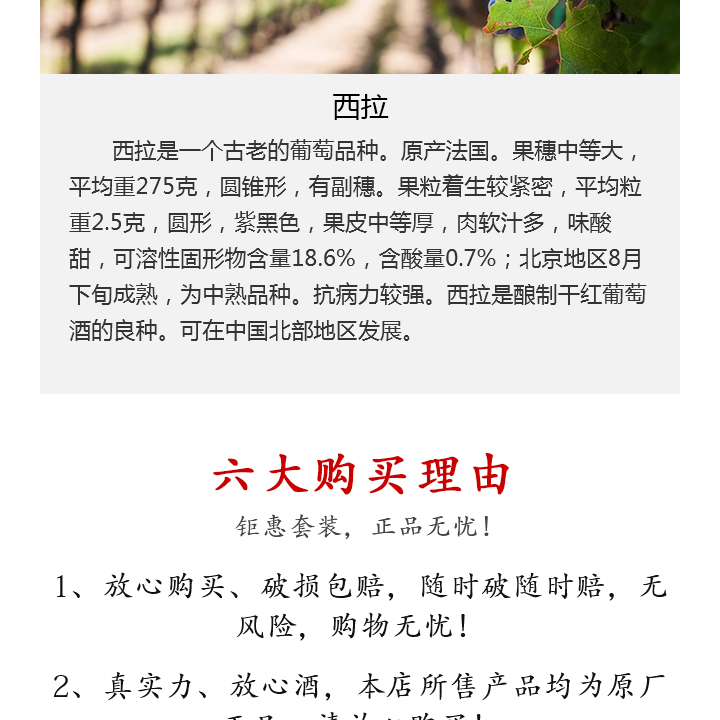 西拉
西拉是一个古老的葡萄品种。原产法国。果穗中等大，
平均重275克，圆锥形，有副穗。果粒着生较紧密，平均粒
重2.5克，圆形，紫黑色，果皮中等厚，肉软汁多，味酸
甜，可溶性固形物含量18.6%，含酸量0.7%；北京地区8月
下旬成熟，为中熟品种。抗病力较强。西拉是酿制干红葡萄
酒的良种。可在中国北部地区发展。
六大购买理由
钜惠套装，正品无忧！
1、放心购买、破损包赔，随时破随时赔，无
风险，购物无忧！
2、真实力、放心酒，本店所售产品均为原厂